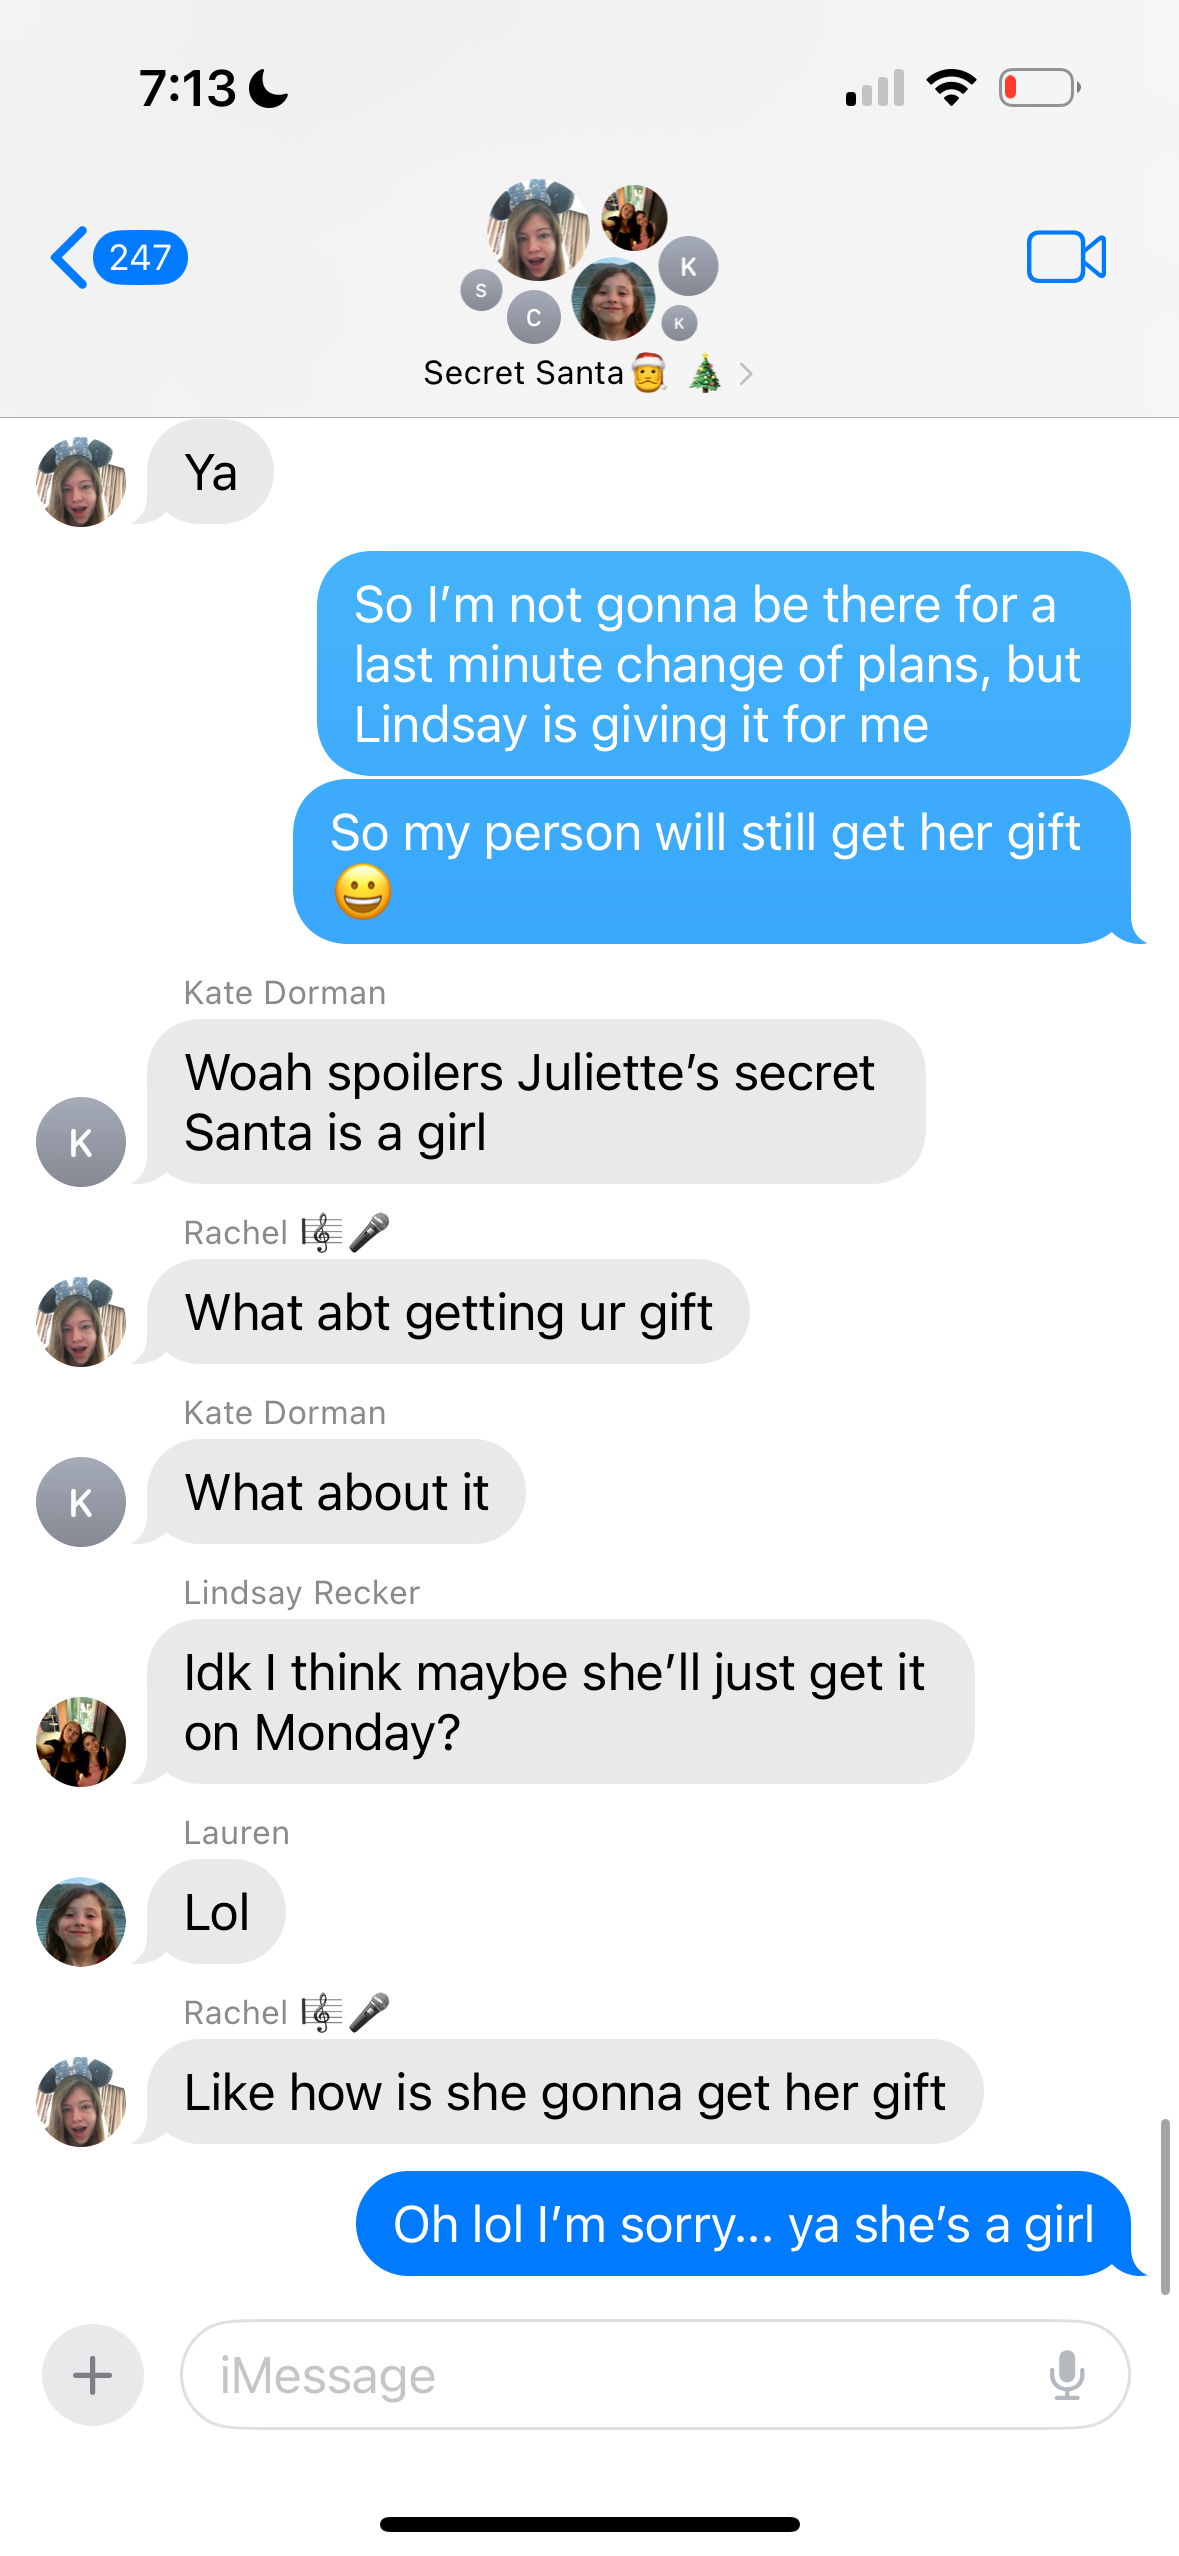 7:13
247
K
S
C
K
Secret Santa🎅 🎄
Ya
So I’m not gonna be there for a
last minute change of plans, but
Lindsay is giving it for me
So my person will still get her gift
😀
Kate Dorman
Woah spoilers Juliette’s secret
Santa is a girl
K
Rachel 🎼🎤
What abt getting ur gift
Kate Dorman
What about it
K
Lindsay Recker
Idk I think maybe she’ll just get it
on Monday?
Lauren
Lol
Rachel 🎼🎤
Like how is she gonna get her gift
Oh lol I’m sorry... ya she’s a girl
iMessage